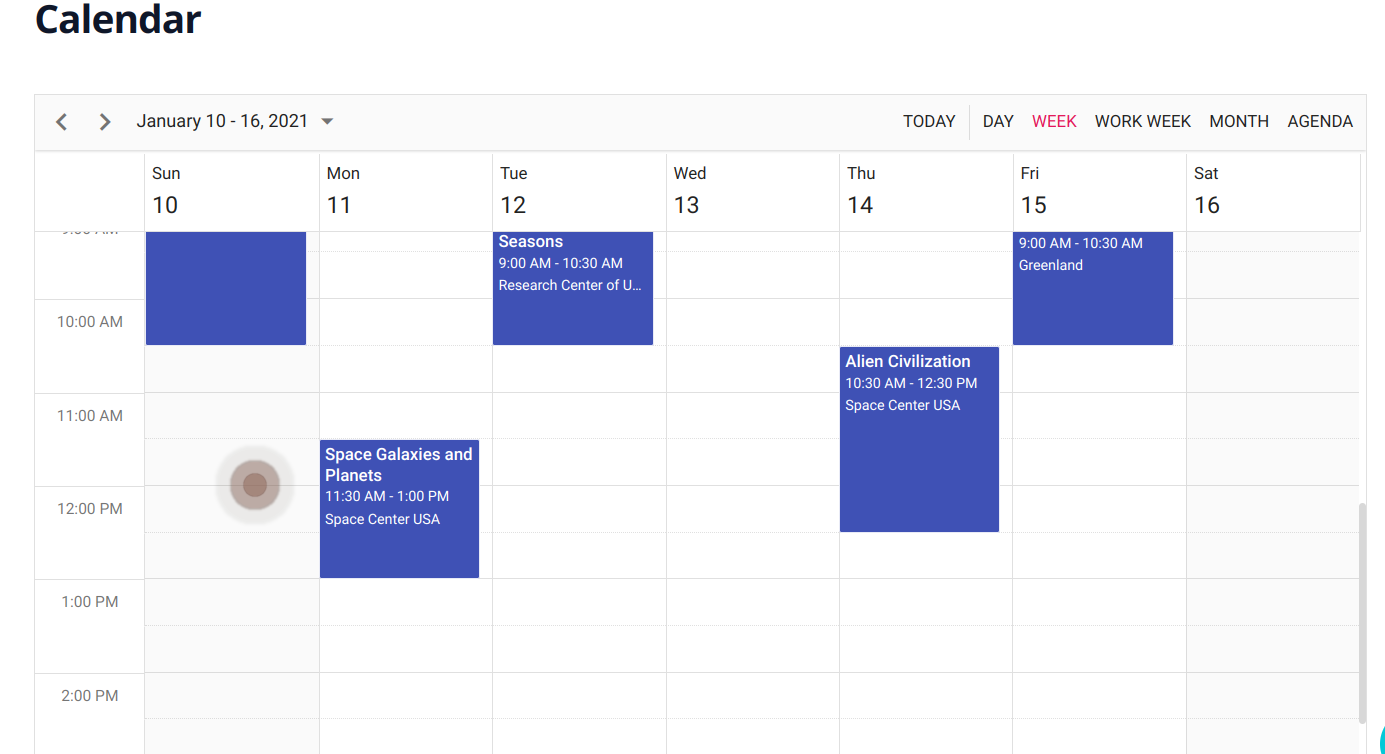 Calendar
January 10 - 16, 2021
TODAY
DAY
WEEK
WORK WEEK
MONTH
AGENDA
Sun
10
Mon
11
Tue
12
Wed
13
Thu
14
Fri
15
Sat
16
9:00 AM
10:00 AM
11:00 AM
12:00 PM
1:00 PM
2:00 PM
Space Galaxies and
Planets
11:30 AM - 1:00 PM
Space Center USA
Seasons
9:00 AM - 10:30 AM
Research Center of U...
Alien Civilization
10:30 AM - 12:30 PM
Space Center USA
9:00 AM - 10:30 AM
Greenland